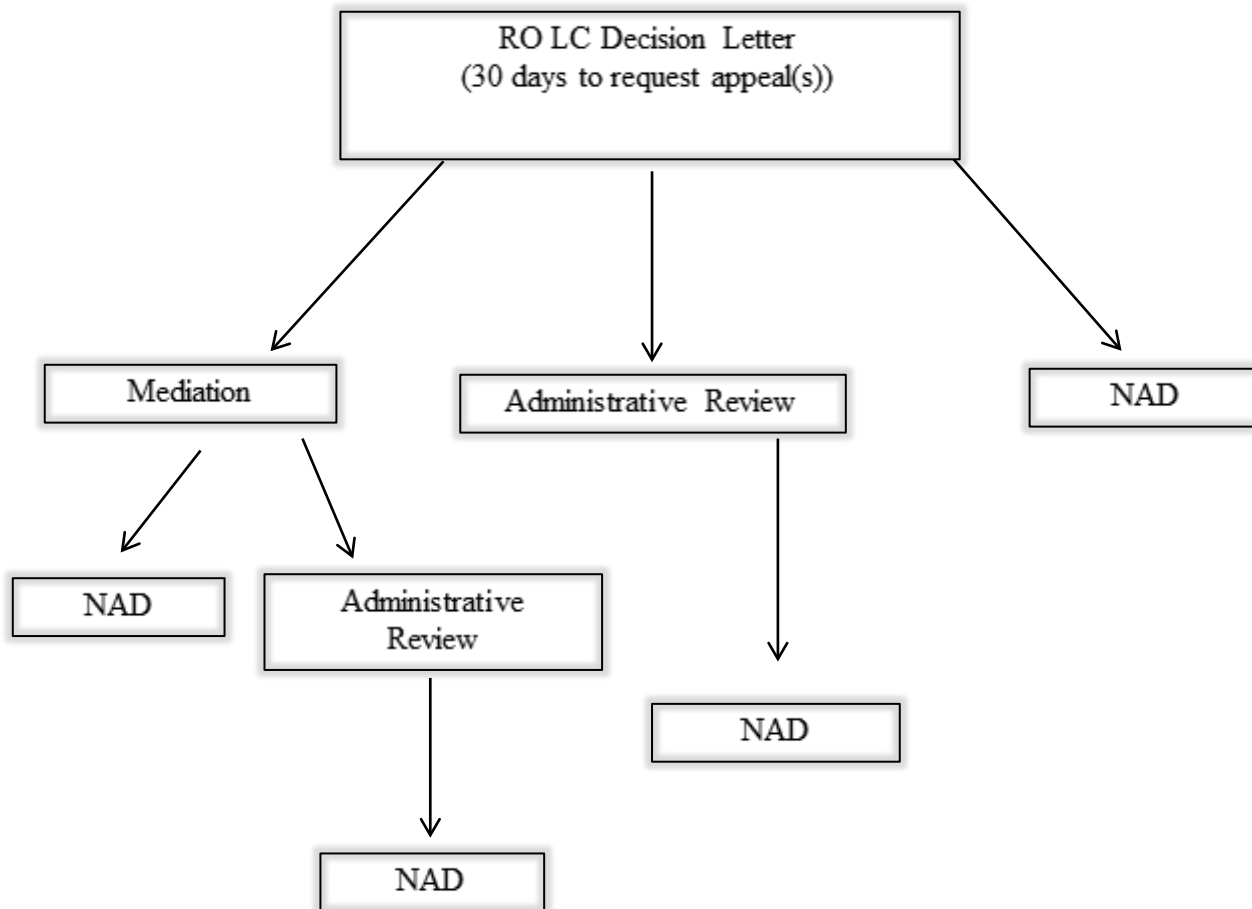 RO LC Decision Letter
(30 days to request appeal(s))
Mediation
Administrative Review
NAD
NAD
Administrative
Review
NAD
NAD